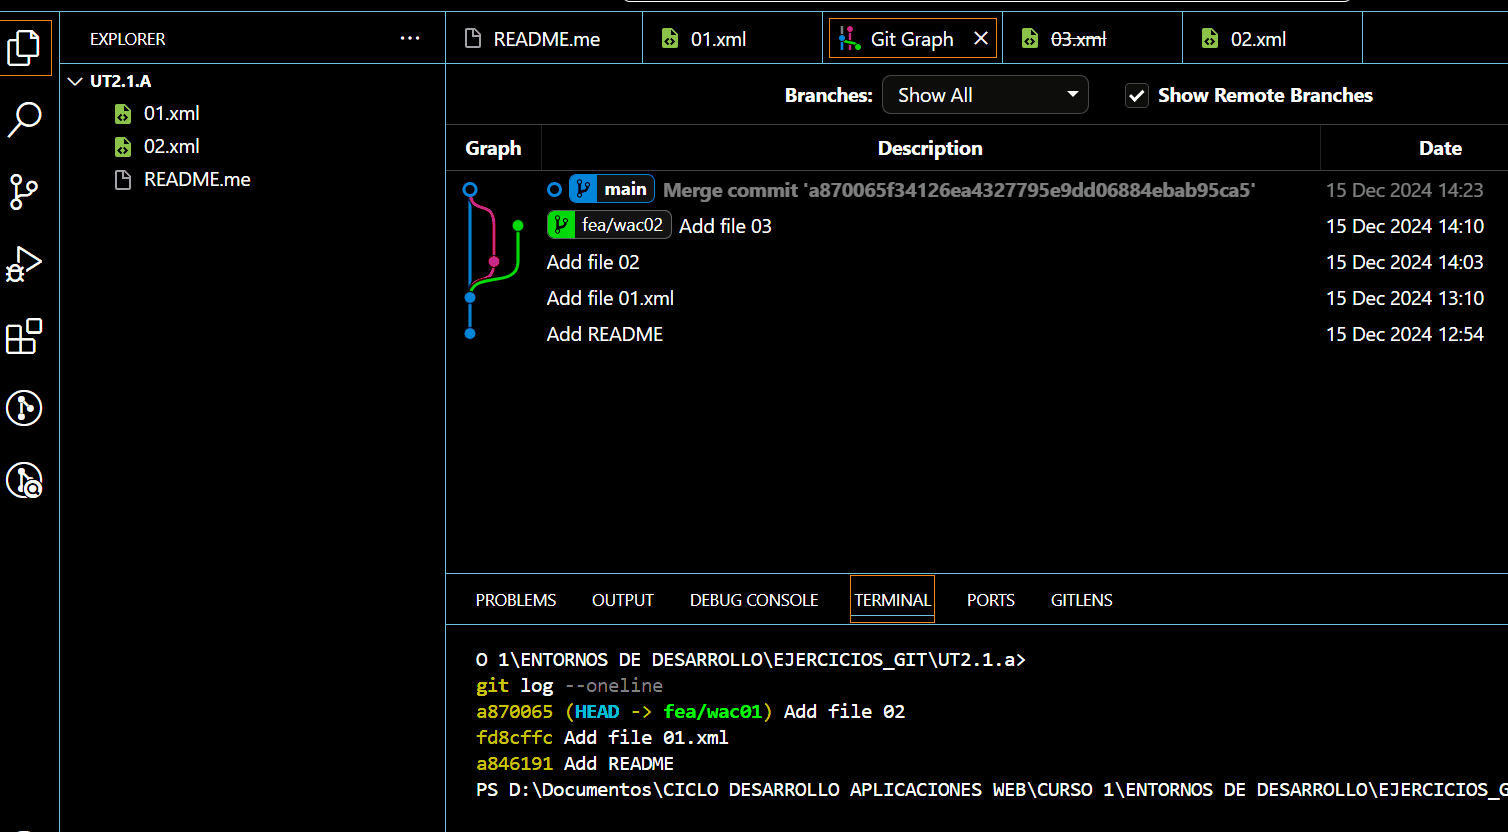 EXPLORER
UT2.1.A
01.xml
02.xml
README.me
README.me
01.xml
Git Graph
03.xml
02.xml
Branches:
Show All
Show Remote Branches
Graph
Description
Date
main
Merge commit 'a870065f34126ea4327795e9dd06884ebab95ca5'
15 Dec 2024 14:23
fea/wac02
Add file 03
15 Dec 2024 14:10
Add file 02
15 Dec 2024 14:03
Add file 01.xml
15 Dec 2024 13:10
Add README
15 Dec 2024 12:54
PROBLEMS
OUTPUT
DEBUG CONSOLE
TERMINAL
PORTS
GITLENS
O 1\ENTORNOS DE DESARROLLO\EJERCICIOS_GIT\UT2.1.a>
git log --oneline
a870065 (HEAD -> fea/wac01) Add file 02
fd8cffc Add file 01.xml
a846191 Add README
PS D:\Documentos\CICLO DESARROLLO APLICACIONES WEB\CURSO 1\ENTORNOS DE DESARROLLO\EJERCICIOS_G